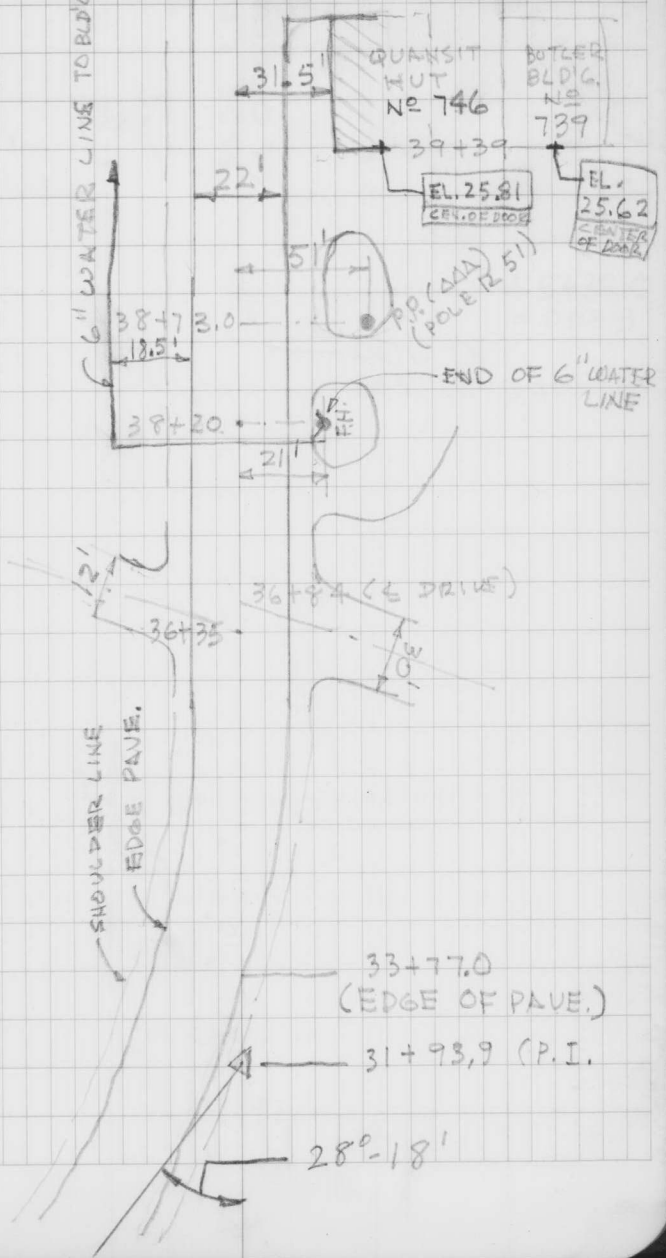 6" WATER LINE TO BLD'G
31.5'
QUANSIT
HUT
Nº 746
BUTLER
BLD'G.
Nº
739
39+39
22'
EL. 25.81
CEN. OF DOOR
EL.
25.62
CENTER
OF DOOR
51'
38+73.0
P.P. (ΔΔΔ)
(POLE R 51')
18.5'
END OF 6" WATER
LINE
38+20
F.H.
21'
12'
36+84 (℄ DRIVE)
36+35
30'
SHOULDER LINE
EDGE PAVE.
33+77.0
(EDGE OF PAVE.)
31+93.9 (P.I.
28°-18'